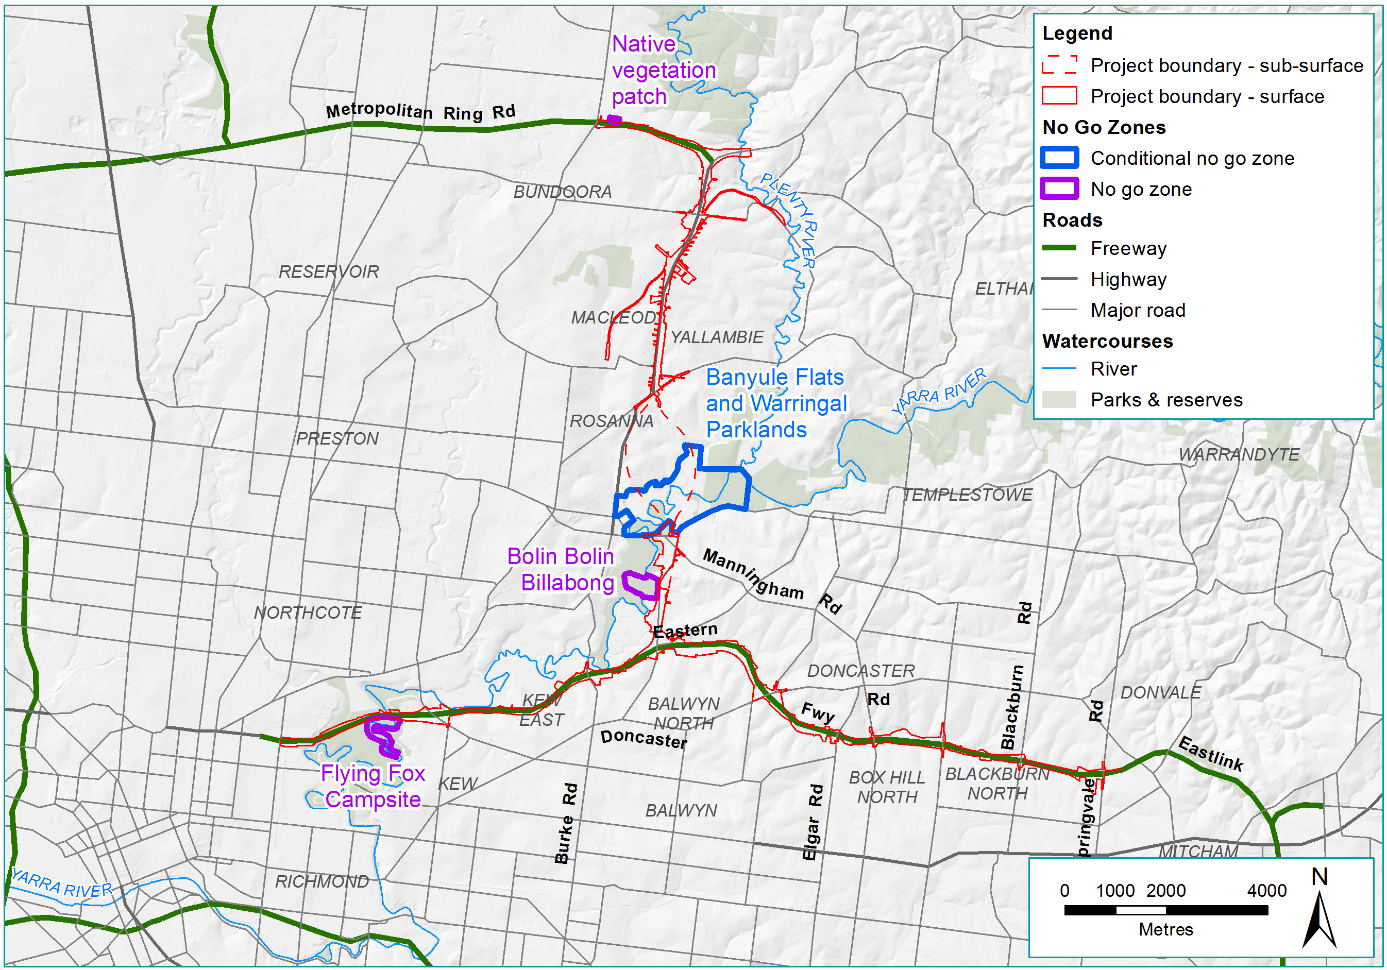 Native
vegetation
patch
Metropolitan Ring Rd
BUNDOORA
PLENTY RIVER
RESERVOIR
ELTHAM
MACLEOD
YALLAMBIE
Banyule Flats
and Warringal
Parklands
YARRA RIVER
ROSANNA
PRESTON
WARRANDYTE
TEMPLESTOWE
Bolin Bolin
Billabong
Manningham Rd
NORTHCOTE
Eastern
Fwy
DONCASTER
Blackburn
Rd
DONVALE
KEW
EAST
BALWYN
NORTH
Doncaster
Rd
Eastlink
Flying Fox
Campsite
KEW
BOX HILL
NORTH
BLACKBURN
NORTH
pringvale
Rd
Burke Rd
BALWYN
Elgar Rd
MITCHAM
RICHMOND
YARRA RIVER
Legend
Project boundary - sub-surface
Project boundary - surface
No Go Zones
Conditional no go zone
No go zone
Roads
Freeway
Highway
Major road
Watercourses
River
Parks & reserves
0 1000 2000 4000
Metres
N